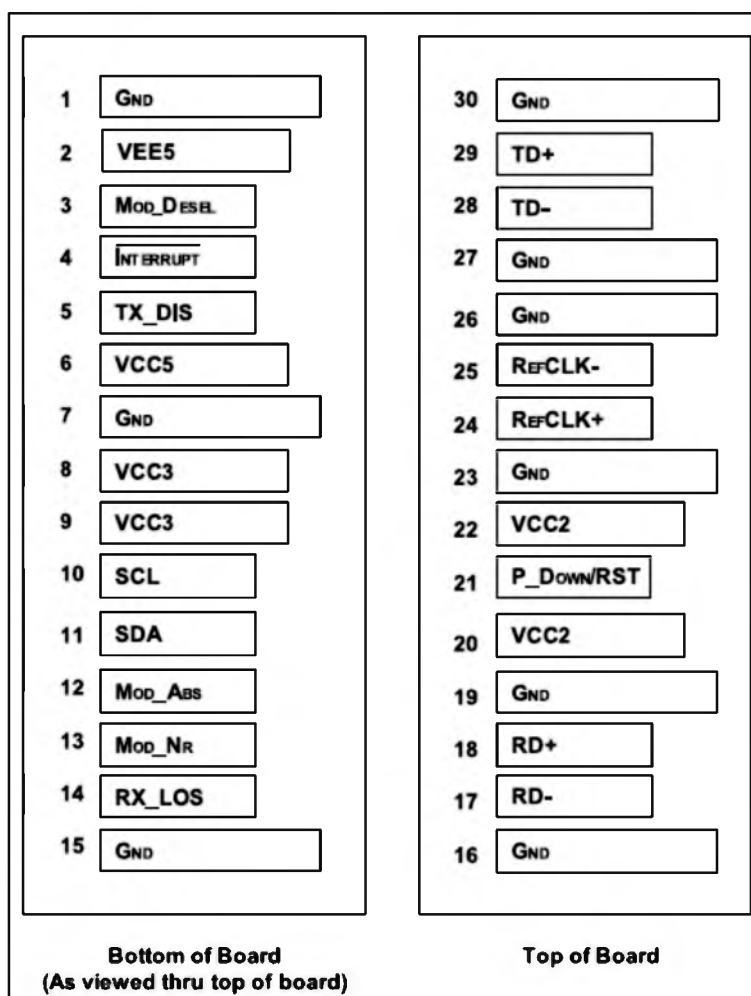 1 GND
2 VEE5
3 MOD_DESEL
4 INTERRUPT
5 TX_DIS
6 VCC5
7 GND
8 VCC3
9 VCC3
10 SCL
11 SDA
12 MOD_ABS
13 MOD_NR
14 RX_LOS
15 GND
Bottom of Board
(As viewed thru top of board)
30 GND
29 TD+
28 TD-
27 GND
26 GND
25 REFCLK-
24 REFCLK+
23 GND
22 VCC2
21 P_DOWN/RST
20 VCC2
19 GND
18 RD+
17 RD-
16 GND
Top of Board